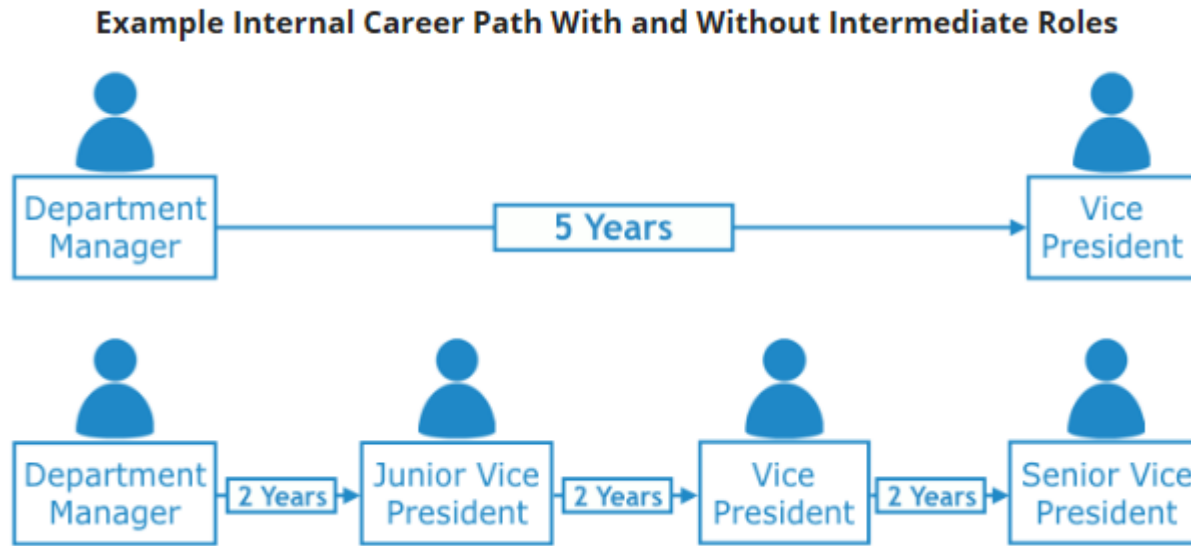 Example Internal Career Path With and Without Intermediate Roles
Department
Manager
5 Years
Vice
President
Department
Manager
2 Years
Junior Vice
President
2 Years
Vice
President
2 Years
Senior Vice
President